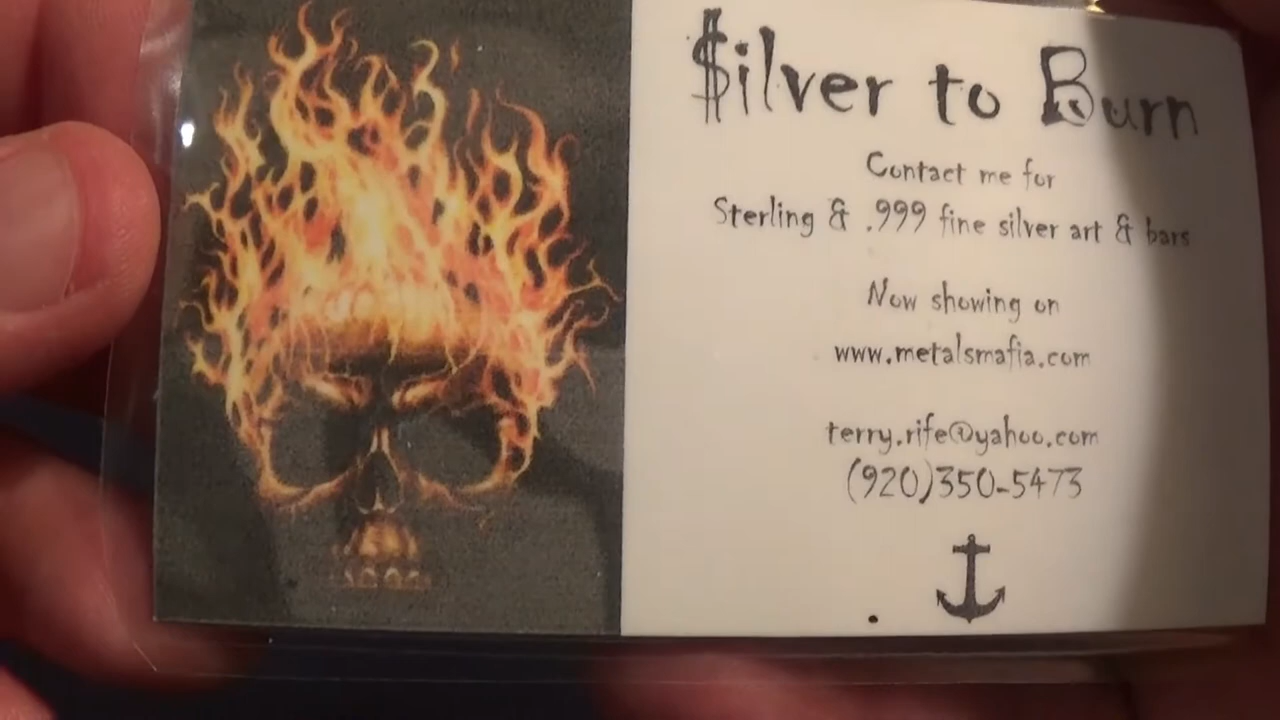 $ilver to Burn
Contact me for
Sterling & .999 fine silver art & bars
Now showing on
www.metalsmafia.com
terry.rife@yahoo.com
(920)350-5473